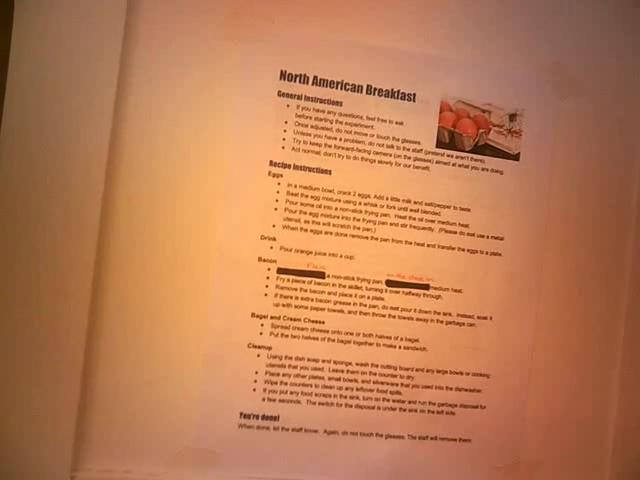 North American Breakfast
General Instructions
• If you have any questions, feel free to ask
before starting the experiment.
• Once adjusted, do not move or touch the glasses.
• Unless you have a problem, do not talk to the staff (pretend we aren't there).
• Try to keep the forward-facing camera (on the glasses) aimed at what you are doing.
• Act normal; don't try to do things slowly for our benefit.
Recipe Instructions
Eggs
• In a medium bowl, crack 2 eggs. Add a little milk and salt/pepper to taste.
• Beat the egg mixture using a whisk or fork until well blended.
• Pour some oil into a non-stick frying pan. Heat the oil over medium heat.
• Pour the egg mixture into the frying pan and stir frequently. (Please do not use a metal
utensil, as this will scratch the pan.)
• When the eggs are done remove the pan from the heat and transfer the eggs to a plate.
Drink
• Pour orange juice into a cup.
Bacon
• a non-stick frying pan, medium heat.
• Fry a piece of bacon in the skillet, turning it over halfway through.
• Remove the bacon and place it on a plate.
• If there is extra bacon grease in the pan, do not pour it down the sink. Instead, soak it
up with some paper towels, and then throw the towels away in the garbage can.
Bagel and Cream Cheese
• Spread cream cheese onto one or both halves of a bagel.
• Put the two halves of the bagel together to make a sandwich.
Cleanup
• Using the dish soap and sponge, wash the cutting board and any large bowls or cooking
utensils that you used. Leave them on the counter to dry.
• Place any other plates, small bowls, and silverware that you used into the dishwasher.
• Wipe the counters to clean up any leftover food spills.
• If you put any food scraps in the sink, turn on the water and run the garbage disposal for
a few seconds. The switch for the disposal is under the sink on the left side.
You're done!
When done, let the staff know. Again, do not touch the glasses. The staff will remove them.